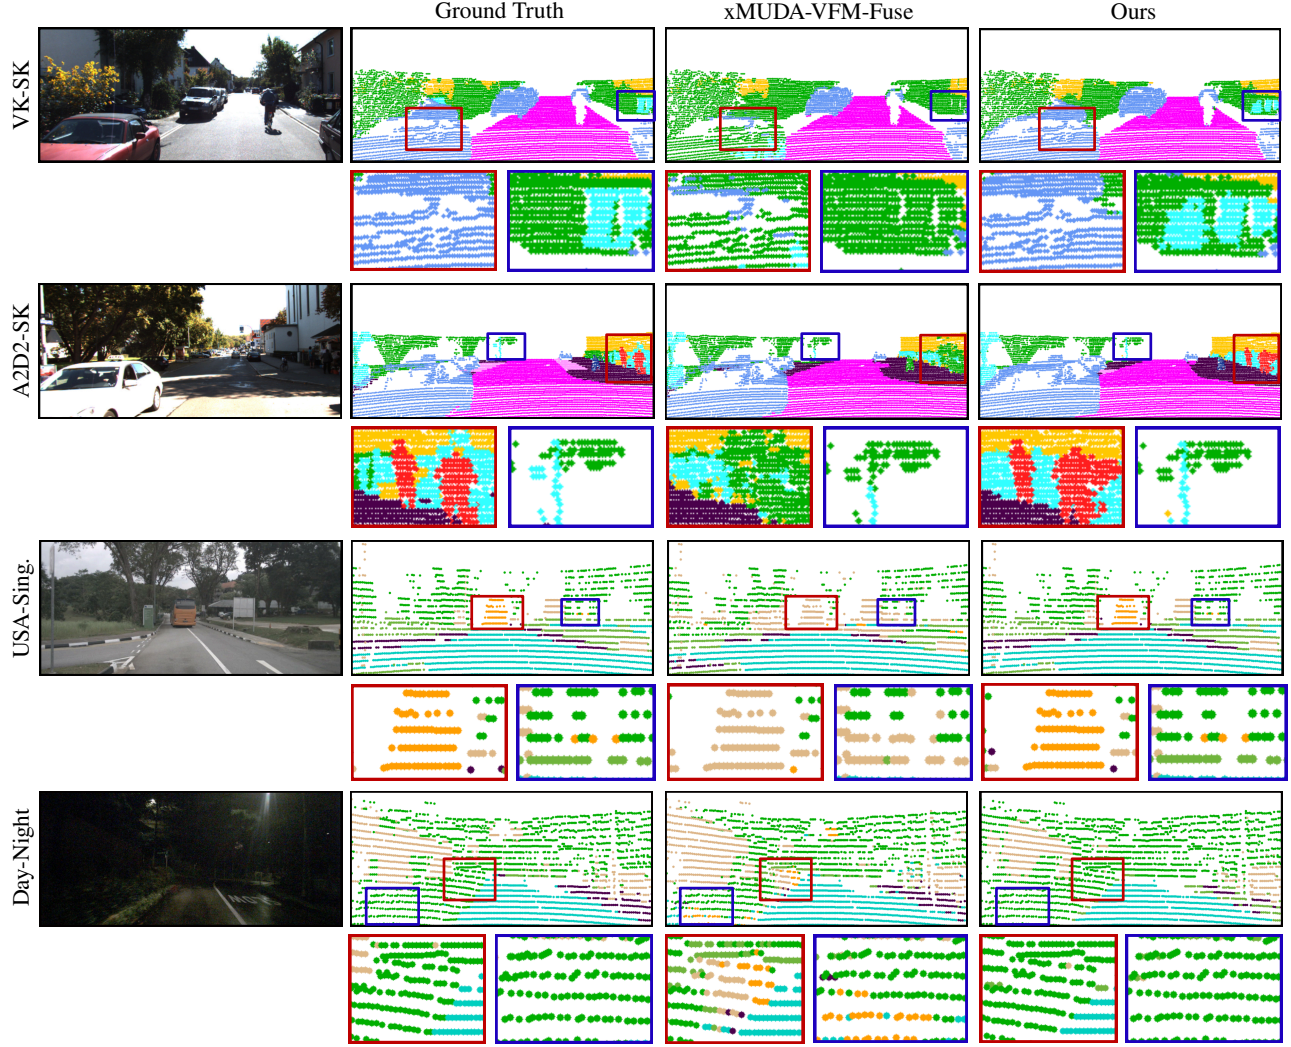 Ground Truth
xMUDA-VFM-Fuse
Ours
VK-SK
A2D2-SK
USA-Sing.
Day-Night